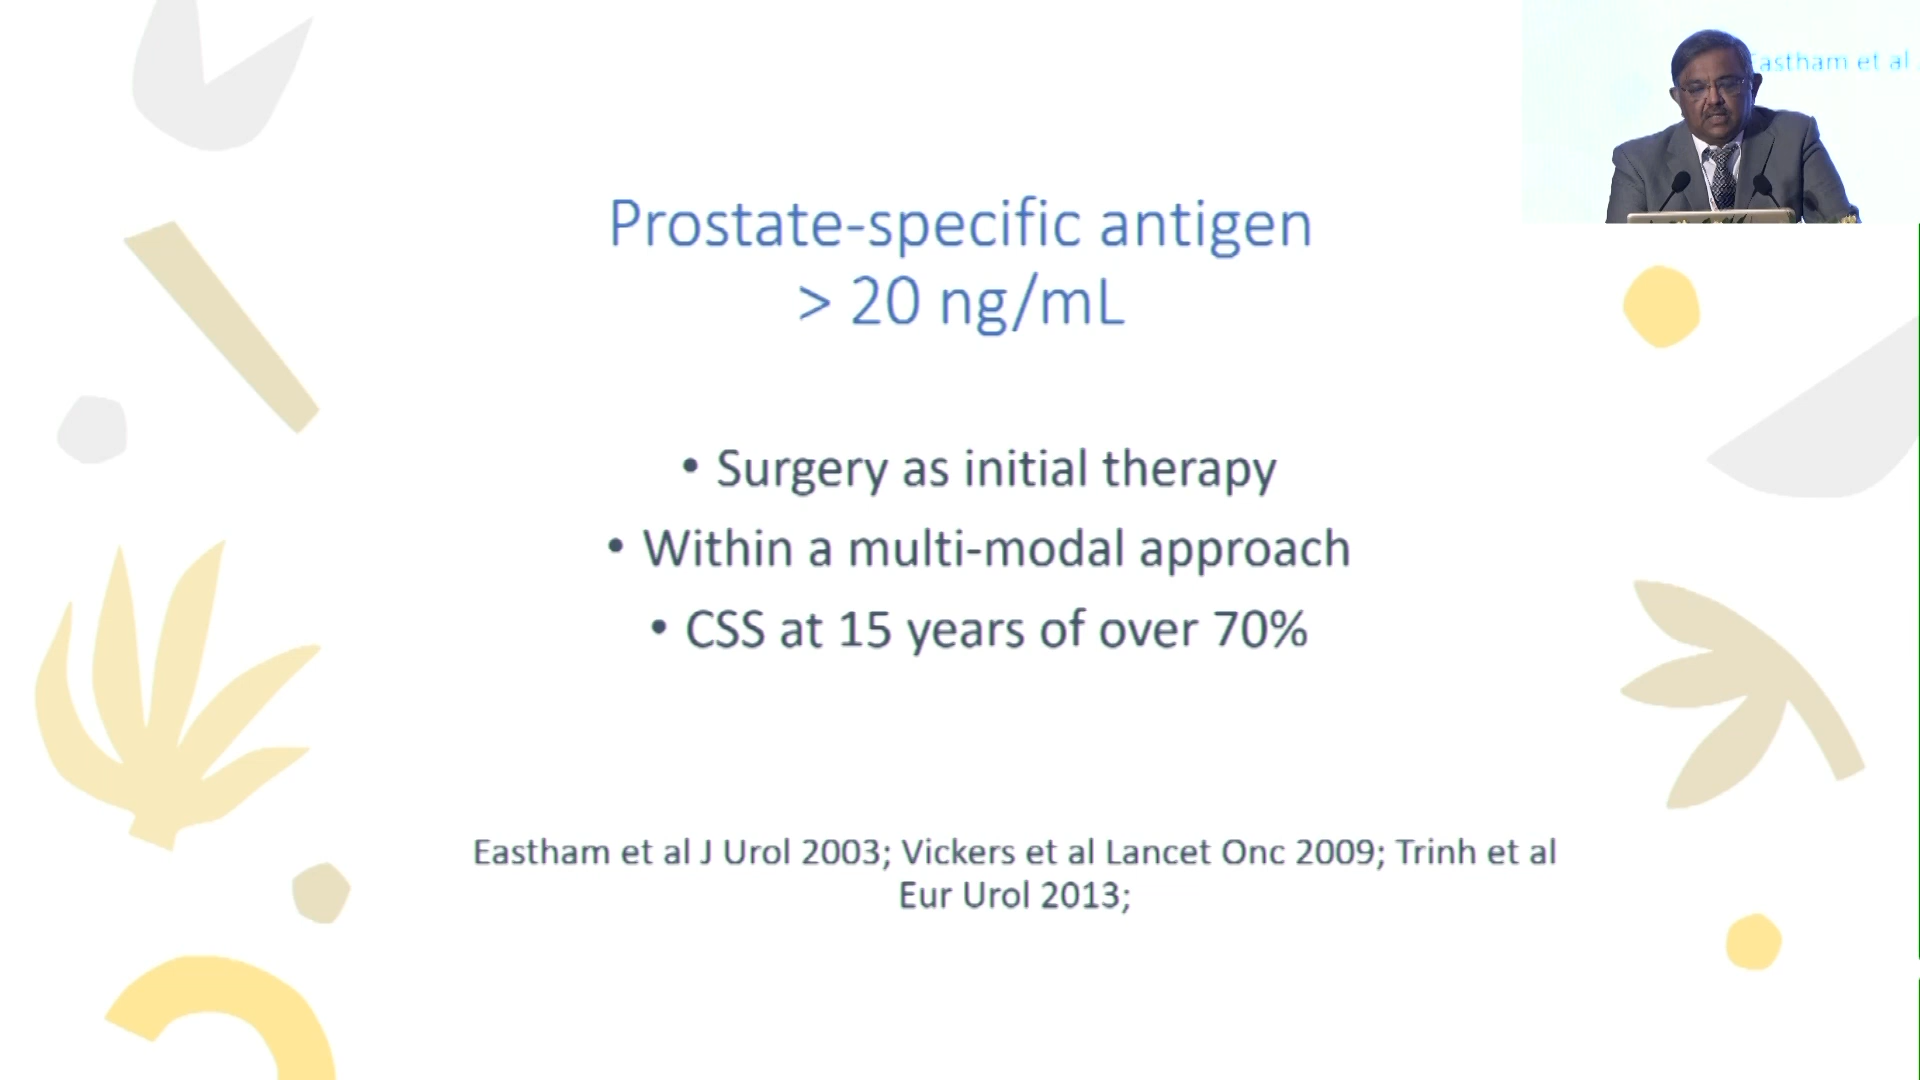 Prostate-specific antigen
> 20 ng/mL
• Surgery as initial therapy
• Within a multi-modal approach
• CSS at 15 years of over 70%
Eastham et al J Urol 2003; Vickers et al Lancet Onc 2009; Trinh et al
Eur Urol 2013;
Eastham et al